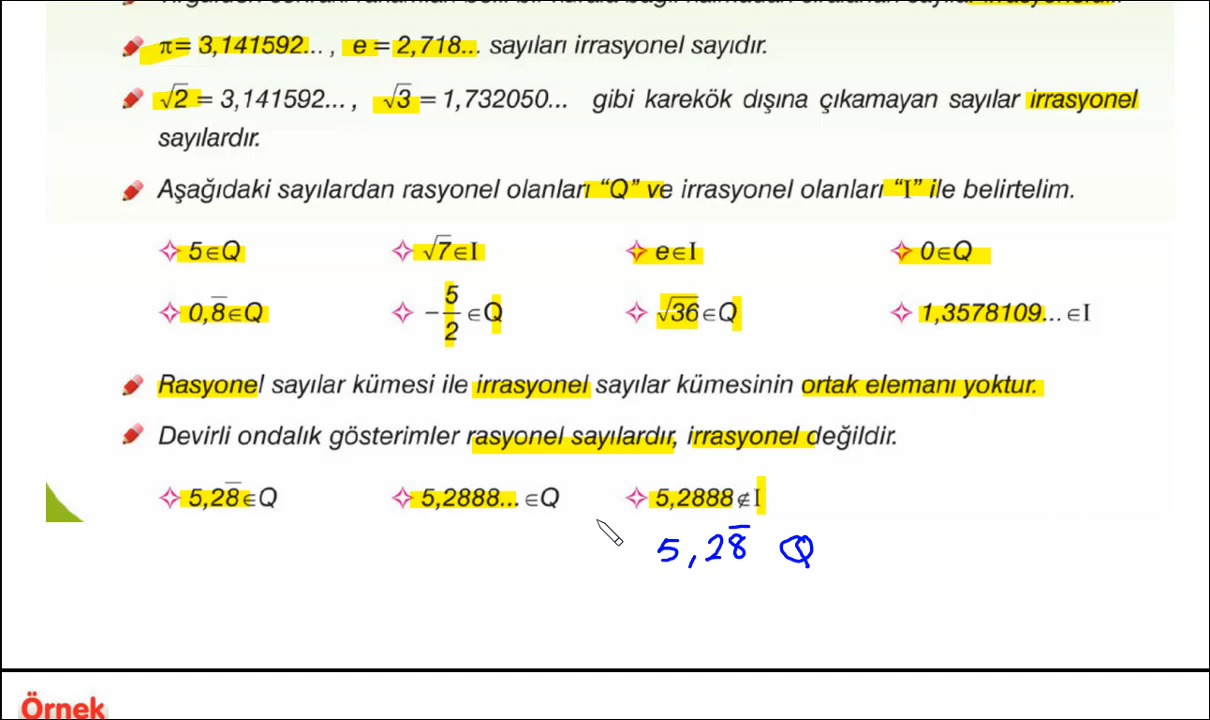 π= 3,141592... , e = 2,718... sayıları irrasyonel sayıdır.
√2 = 3,141592... , √3 = 1,732050... gibi karekök dışına çıkamayan sayılar irrasyonel
sayılardır.
Aşağıdaki sayılardan rasyonel olanları “Q” ve irrasyonel olanları “I” ile belirtelim.
5∈Q √7∈I e∈I 0∈Q
0,8̅∈Q -5/2∈Q √36∈Q 1,3578109... ∈I
Rasyonel sayılar kümesi ile irrasyonel sayılar kümesinin ortak elemanı yoktur.
Devirli ondalık gösterimler rasyonel sayılardır, irrasyonel değildir.
5,28̅∈Q 5,2888... ∈Q 5,2888∉I
5,28̅ Q
Örnek